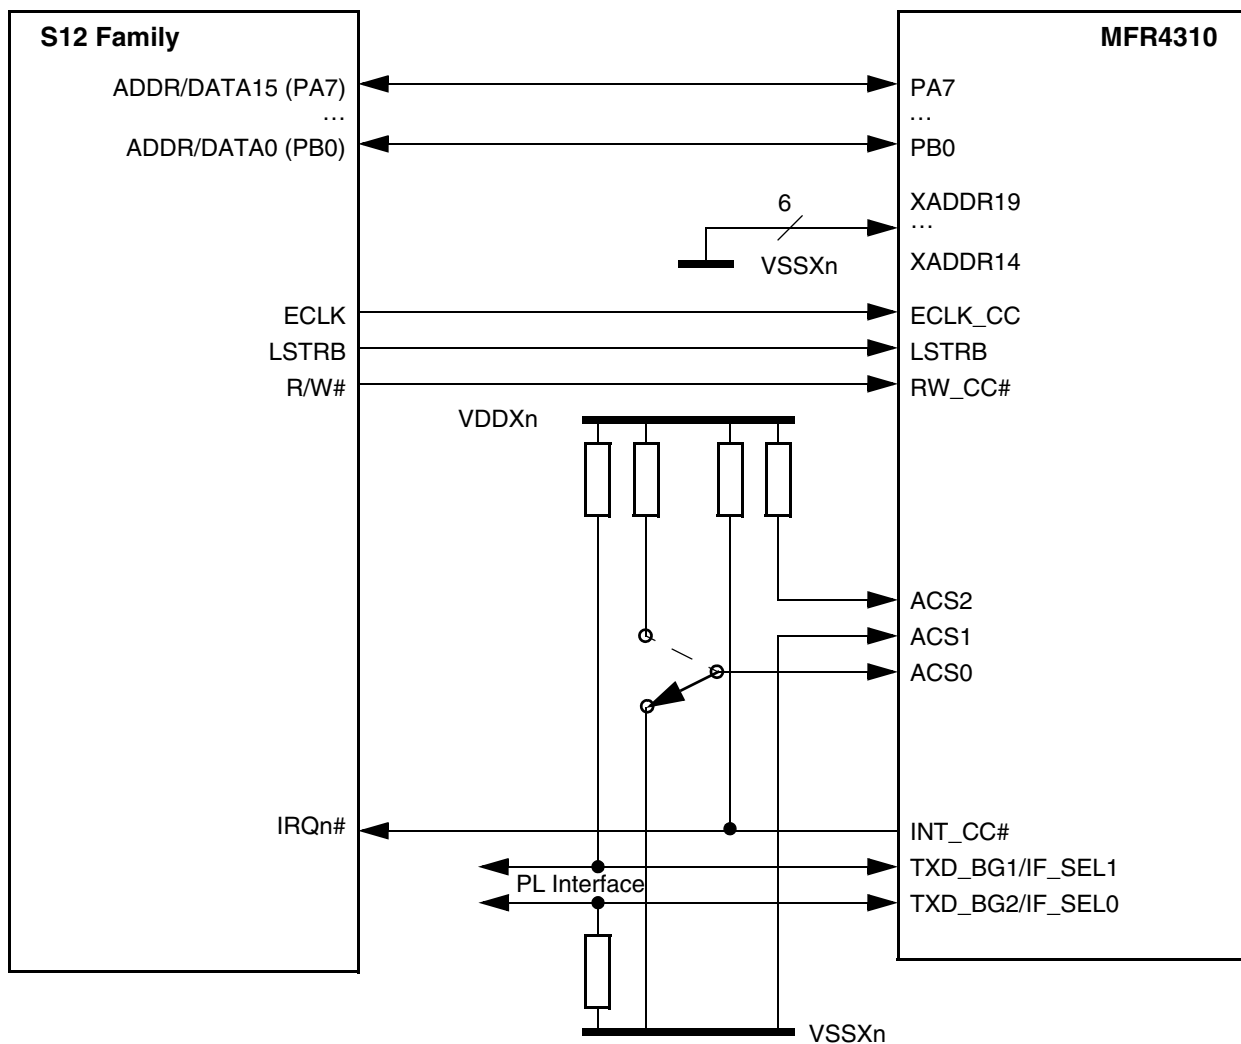 S12 Family
MFR4310
ADDR/DATA15 (PA7)
PA7
...
...
ADDR/DATA0 (PB0)
PB0
6
XADDR19
...
VSSXn
XADDR14
ECLK
ECLK_CC
LSTRB
LSTRB
R/W#
RW_CC#
VDDXn
ACS2
ACS1
ACS0
IRQn#
INT_CC#
TXD_BG1/IF_SEL1
PL Interface
TXD_BG2/IF_SEL0
VSSXn